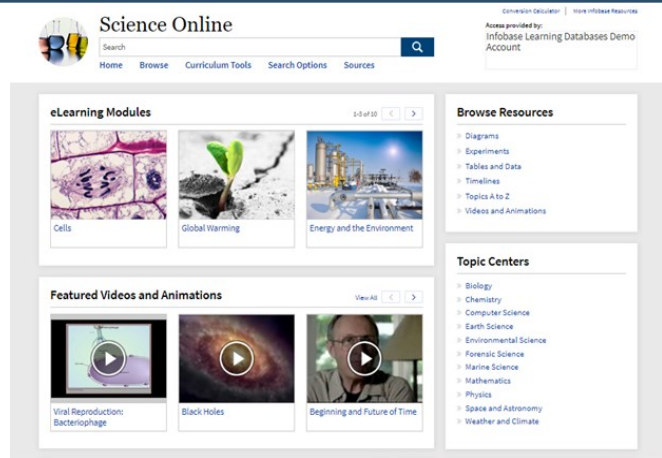 Conversion Calculator | More Infobase Resources
Science Online
Access provided by:
Infobase Learning Databases Demo
Account
Search
Home Browse Curriculum Tools Search Options Sources
eLearning Modules
1-3 of 10
Cells
Global Warming
Energy and the Environment
Browse Resources
Diagrams
Experiments
Tables and Data
Timelines
Topics A to Z
Videos and Animations
Featured Videos and Animations
View All
Viral Reproduction:
Bacteriophage
Black Holes
Beginning and Future of Time
Topic Centers
Biology
Chemistry
Computer Science
Earth Science
Environmental Science
Forensic Science
Marine Science
Mathematics
Physics
Space and Astronomy
Weather and Climate